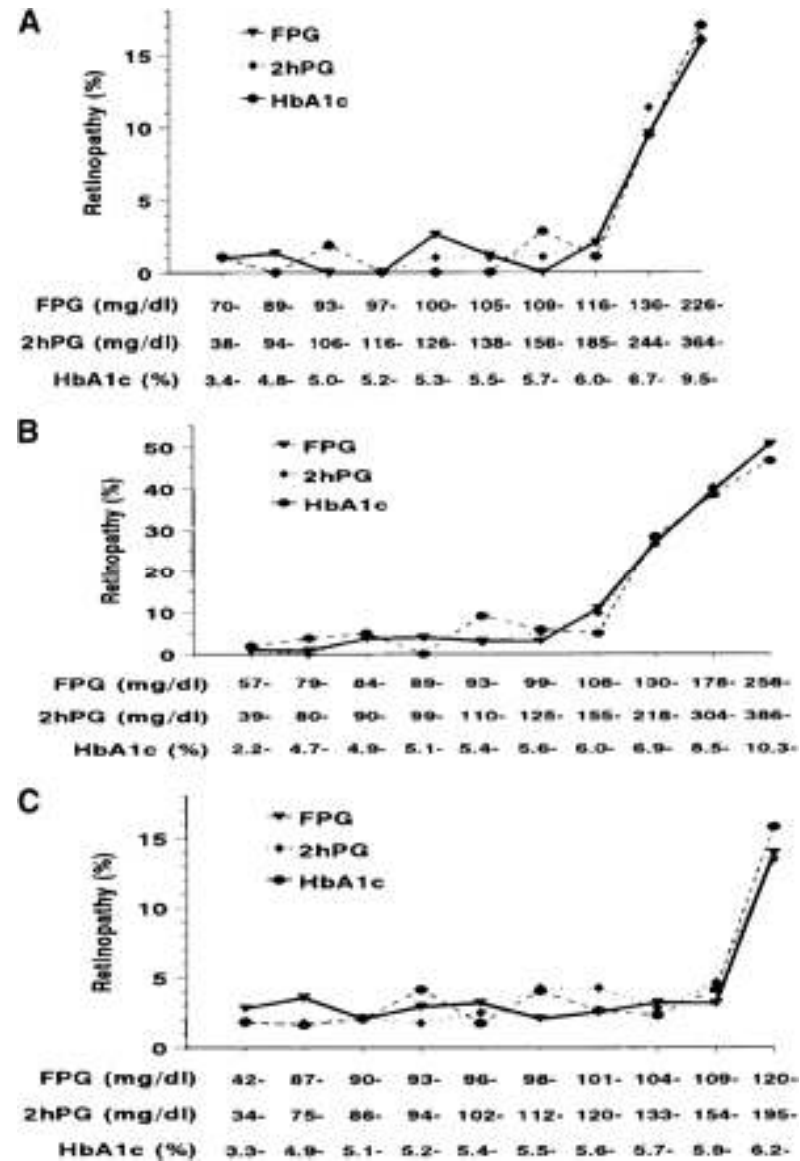 A
FPG
2hPG
HbA1c
Retinopathy (%)
15
10
5
0
FPG (mg/dl) 70- 89- 93- 97- 100- 105- 109- 116- 136- 226-
2hPG (mg/dl) 38- 94- 106- 116- 126- 138- 156- 185- 244- 364-
HbA1c (%) 3.4- 4.8- 5.0- 5.2- 5.3- 5.5- 5.7- 6.0- 6.7- 9.5-
B
FPG
2hPG
HbA1c
Retinopathy (%)
50
40
30
20
10
0
FPG (mg/dl) 57- 79- 84- 89- 93- 99- 108- 130- 178- 258-
2hPG (mg/dl) 39- 80- 90- 99- 110- 125- 155- 218- 304- 386-
HbA1c (%) 2.2- 4.7- 4.9- 5.1- 5.4- 5.6- 6.0- 6.9- 8.5- 10.3-
C
FPG
2hPG
HbA1c
Retinopathy (%)
15
10
5
0
FPG (mg/dl) 42- 87- 90- 93- 96- 98- 101- 104- 109- 120-
2hPG (mg/dl) 34- 75- 86- 94- 102- 112- 120- 133- 154- 195-
HbA1c (%) 3.3- 4.9- 5.1- 5.2- 5.4- 5.5- 5.6- 5.7- 5.9- 6.2-